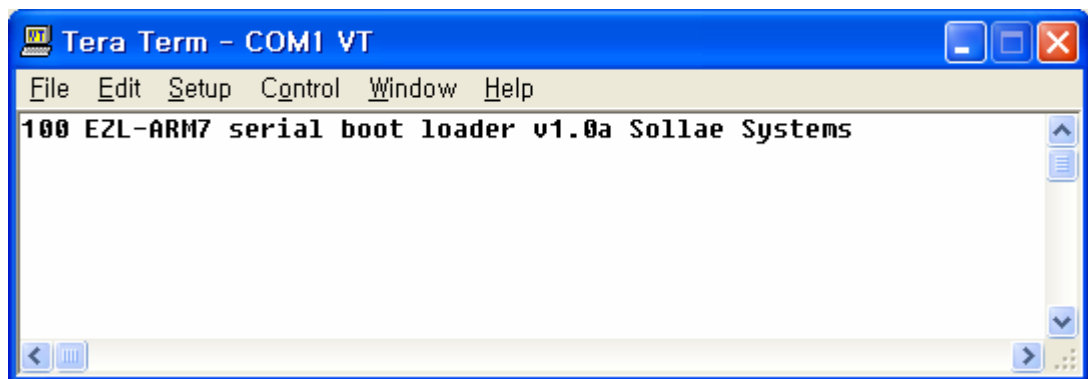 Tera Term - COM1 VT
File Edit Setup Control Window Help
100 EZL-ARM7 serial boot loader v1.0a Sollae Systems